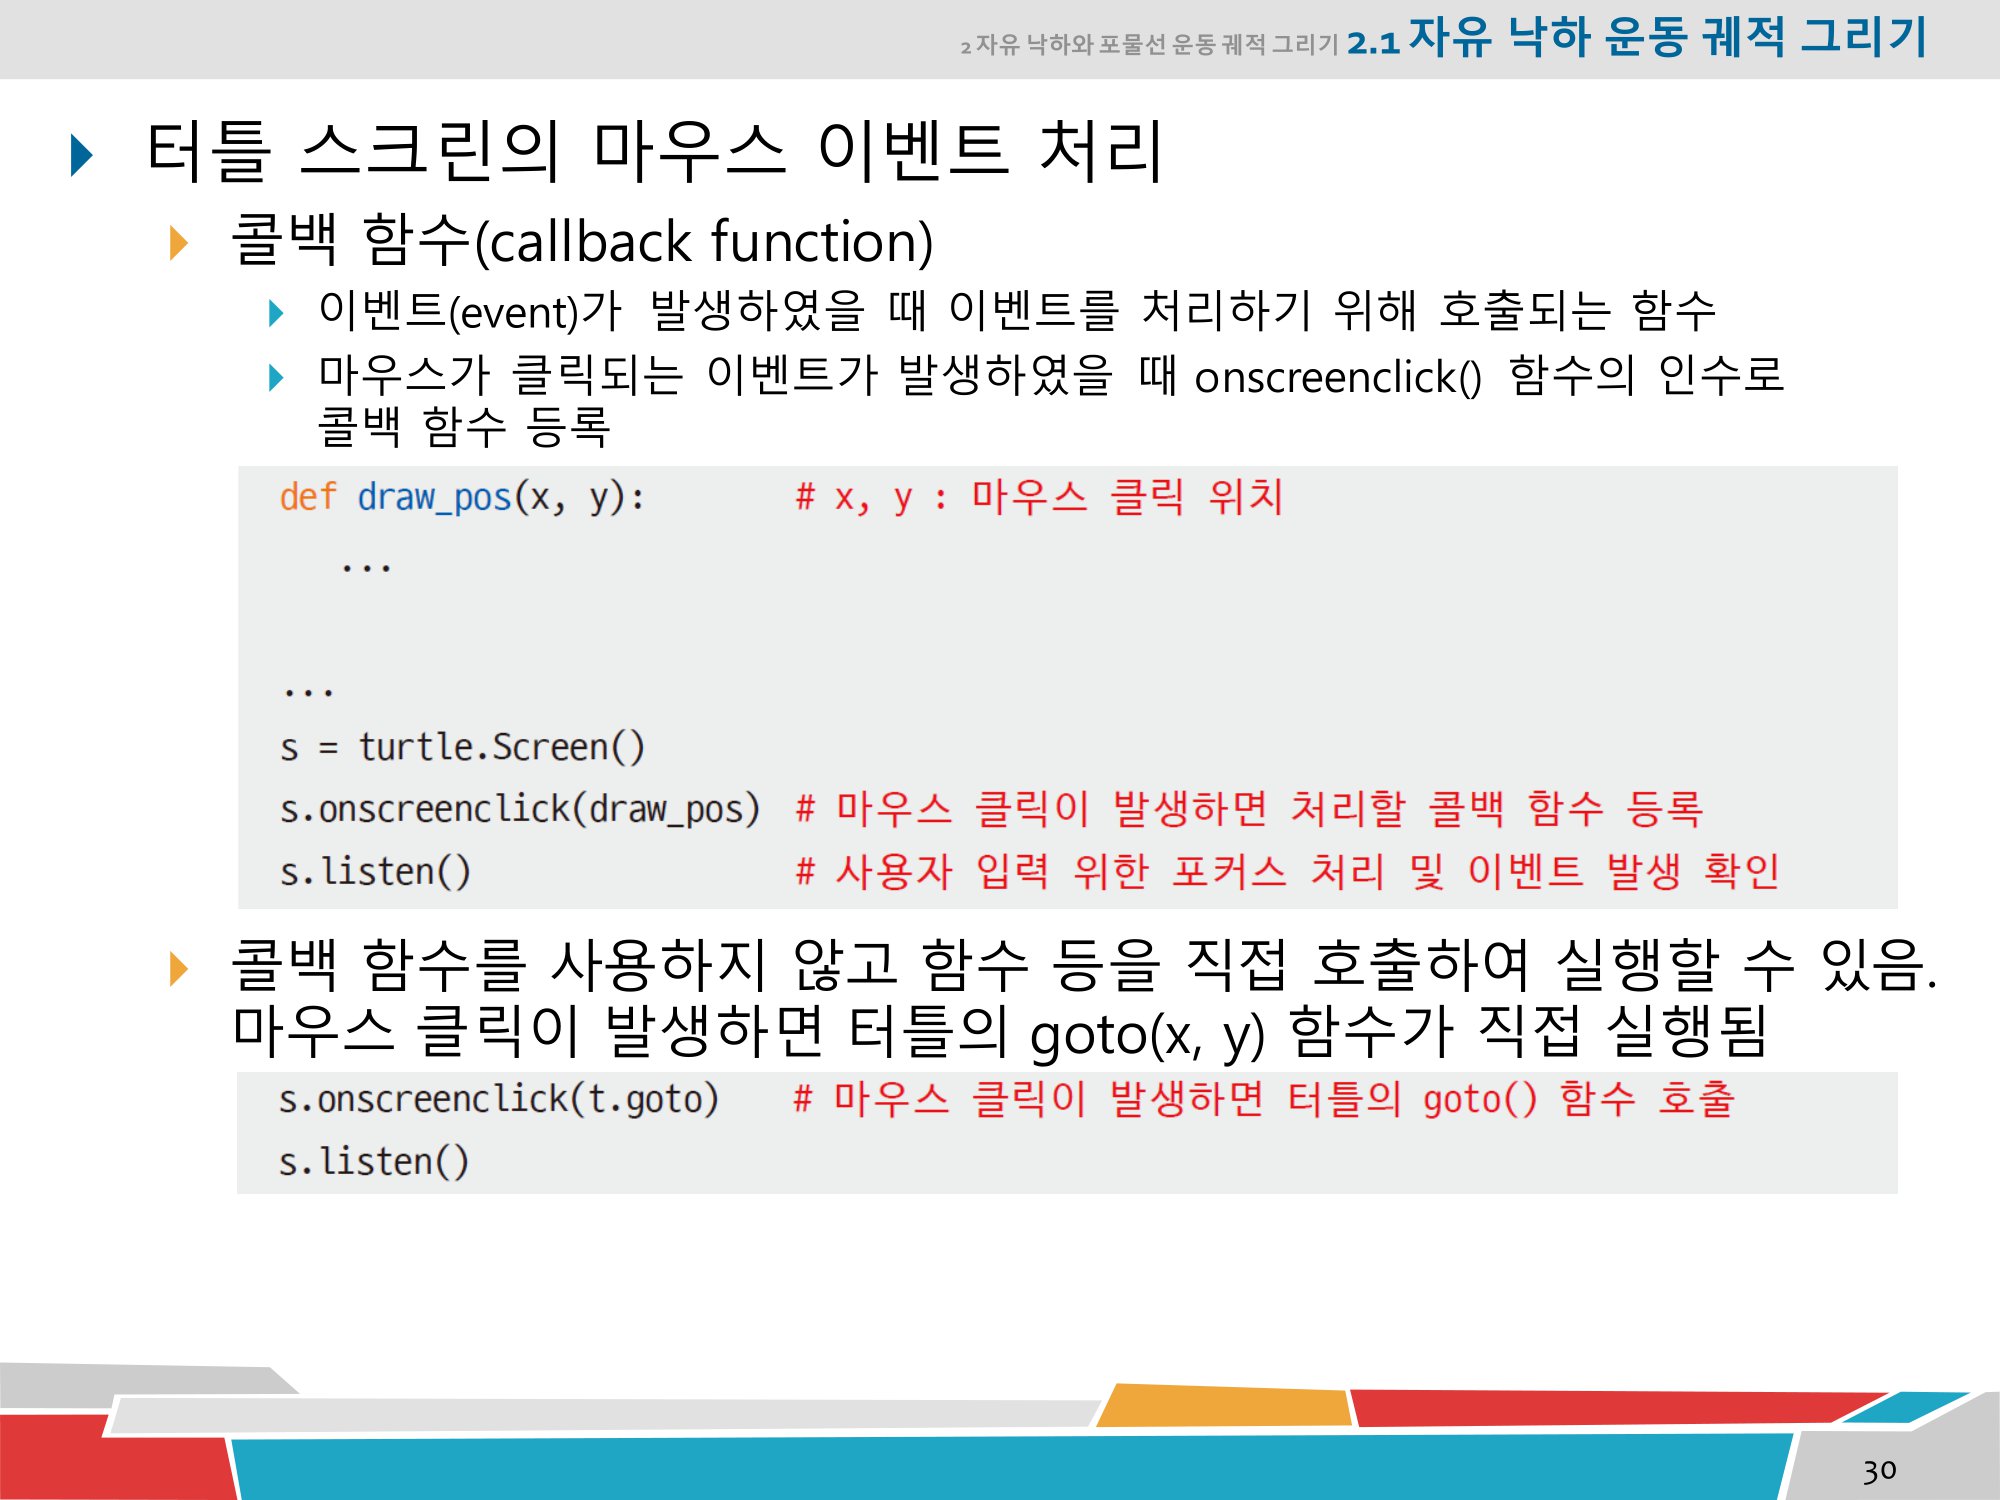 2 자유 낙하와 포물선 운동 궤적 그리기 2.1 자유 낙하 운동 궤적 그리기
터틀 스크린의 마우스 이벤트 처리
콜백 함수(callback function)
이벤트(event)가 발생하였을 때 이벤트를 처리하기 위해 호출되는 함수
마우스가 클릭되는 이벤트가 발생하였을 때 onscreenclick() 함수의 인수로
콜백 함수 등록
def draw_pos(x, y): # x, y : 마우스 클릭 위치
...
...
s = turtle.Screen()
s.onscreenclick(draw_pos) # 마우스 클릭이 발생하면 처리할 콜백 함수 등록
s.listen() # 사용자 입력 위한 포커스 처리 및 이벤트 발생 확인
콜백 함수를 사용하지 않고 함수 등을 직접 호출하여 실행할 수 있음.
마우스 클릭이 발생하면 터틀의 goto(x, y) 함수가 직접 실행됨
s.onscreenclick(t.goto) # 마우스 클릭이 발생하면 터틀의 goto() 함수 호출
s.listen()
30